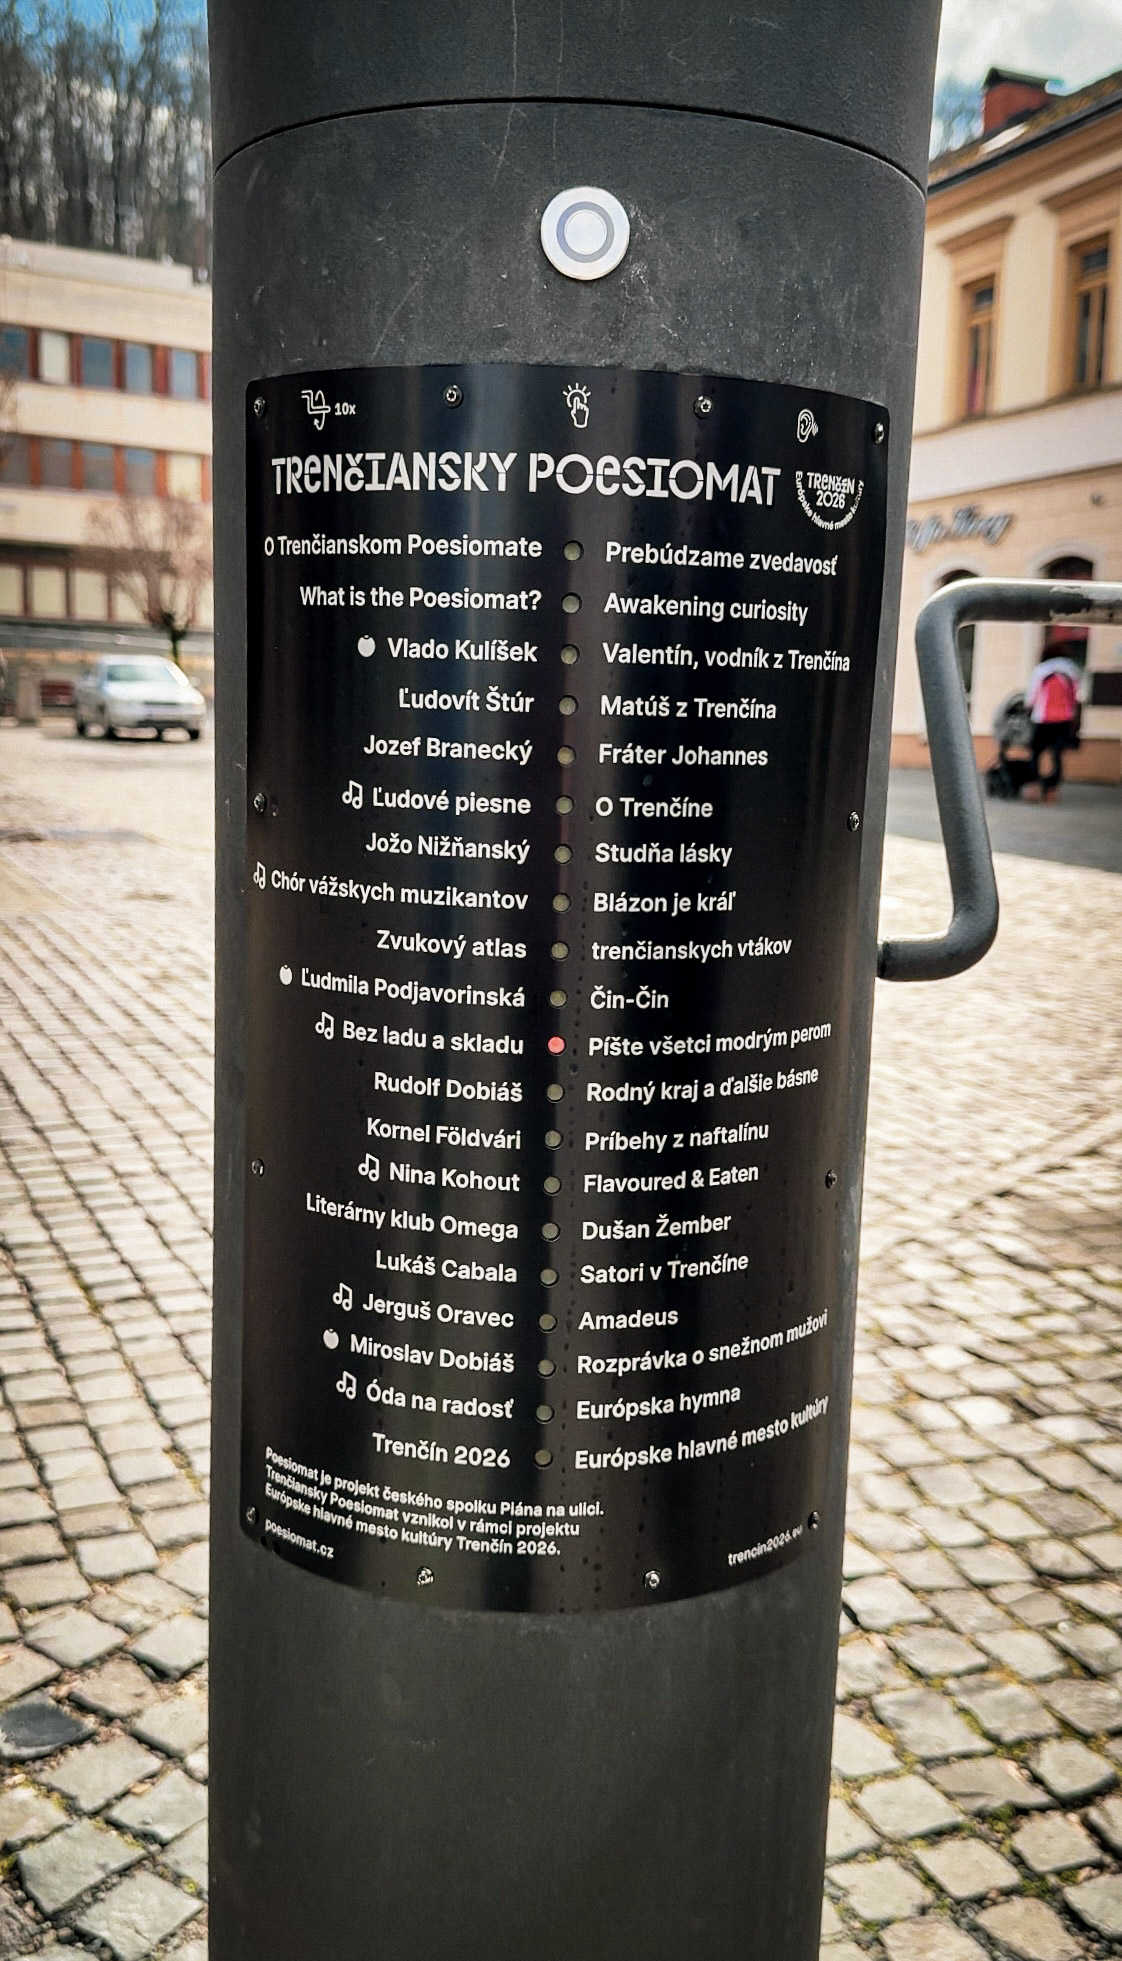 10x
TRENČIANSKY POESIOMAT
TRENČÍN
2026
Európske hlavné mesto kultúry
O Trenčianskom Poesiomate Prebúdzame zvedavosť
What is the Poesiomat? Awakening curiosity
Vlado Kulíšek Valentín, vodník z Trenčína
Ľudovít Štúr Matúš z Trenčína
Jozef Branecký Fráter Johannes
Ľudové piesne O Trenčíne
Jožo Nižňanský Studňa lásky
Chór vážskych muzikantov Blázon je kráľ
Zvukový atlas trenčianskych vtákov
Ľudmila Podjavorinská Čin-Čin
Bez ladu a skladu Píšte všetci modrým perom
Rudolf Dobiáš Rodný kraj a ďalšie básne
Kornel Földvári Príbehy z naftalínu
Nina Kohout Flavoured & Eaten
Literárny klub Omega Dušan Žember
Lukáš Cabala Satori v Trenčíne
Jerguš Oravec Amadeus
Miroslav Dobiáš Rozprávka o snežnom mužovi
Óda na radosť Európska hymna
Trenčín 2026 Európske hlavné mesto kultúry
Poesiomat je projekt českého spolku Piána na ulici.
Trenčiansky Poesiomat vznikol v rámci projektu
Európske hlavné mesto kultúry Trenčín 2026.
poesiomat.cz trencin2026.eu